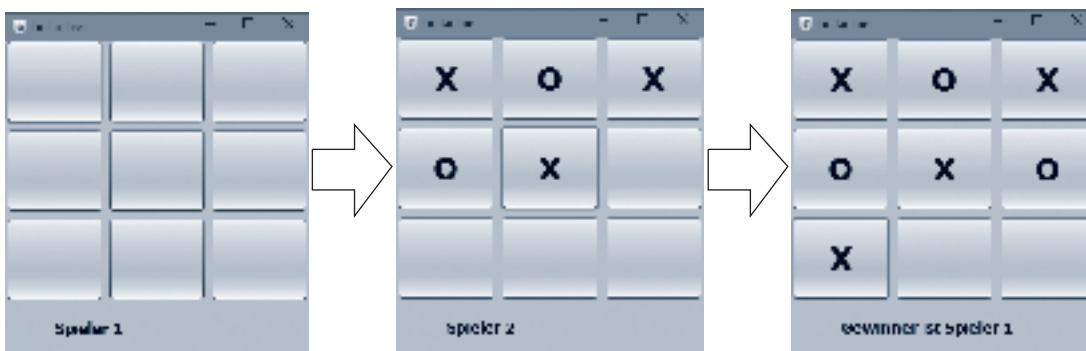 Spieler 1
X O X
O X
Spieler 2
X O X
O X O
X
Gewinner ist Spieler 1